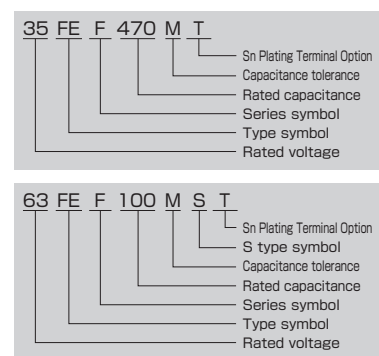 35 FE F 470 M T
Sn Plating Terminal Option
Capacitance tolerance
Rated capacitance
Series symbol
Type symbol
Rated voltage
63 FE F 100 M S T
Sn Plating Terminal Option
S type symbol
Capacitance tolerance
Rated capacitance
Series symbol
Type symbol
Rated voltage